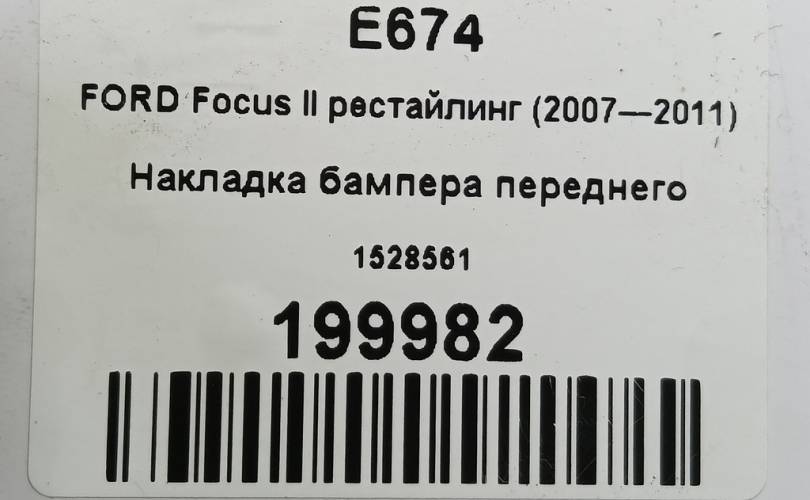 E674
FORD Focus II рестайлинг (2007—2011)
Накладка бампера переднего
1528561
199982